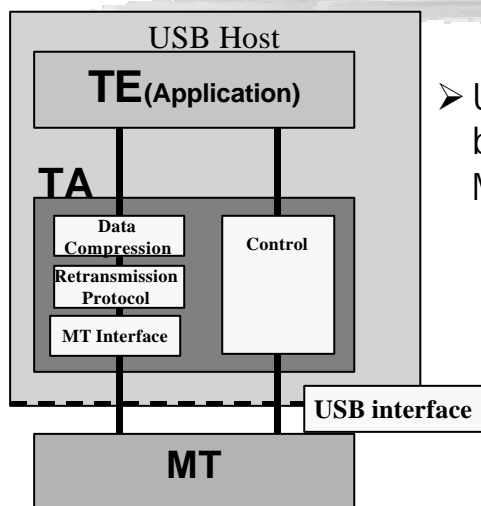 USB Host
TE(Application)
➢ U
b
M
TA
Data
Compression
Retransmission
Protocol
MT Interface
Control
USB interface
MT